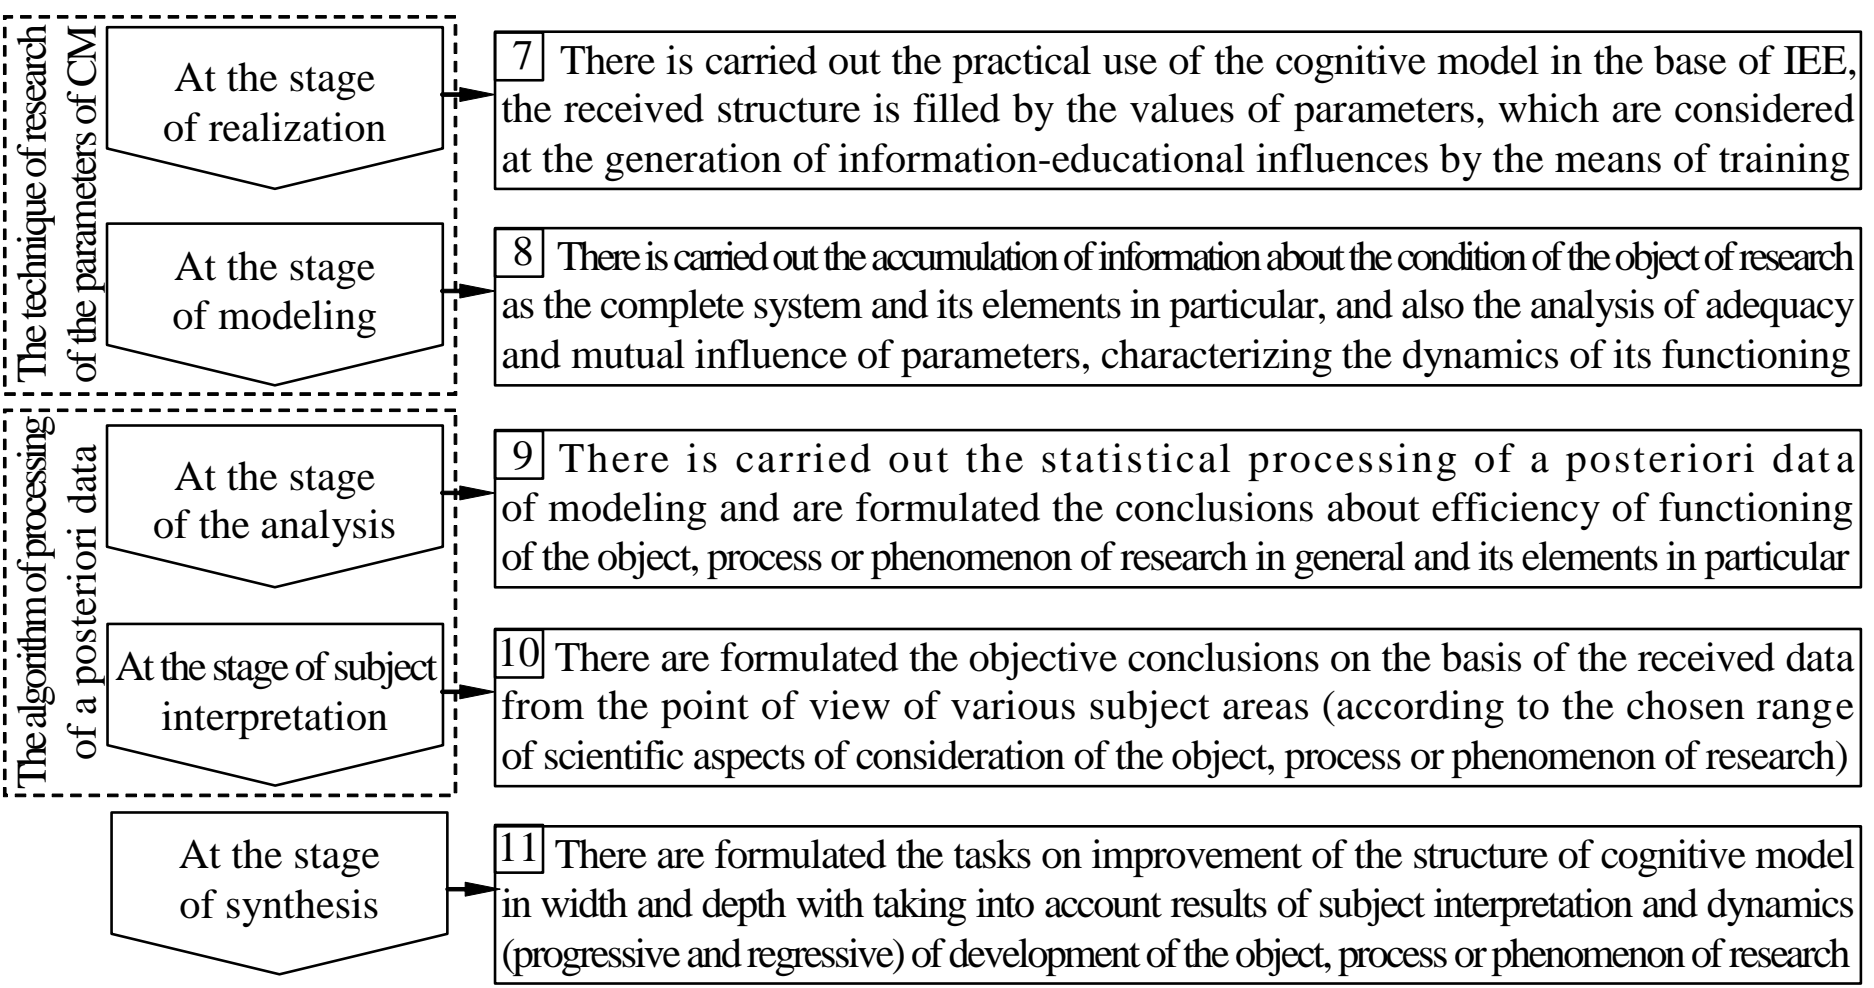 The technique of research
of the parameters of CM
At the stage
of realization
7 There is carried out the practical use of the cognitive model in the base of IEE,
the received structure is filled by the values of parameters, which are considered
at the generation of information-educational influences by the means of training
At the stage
of modeling
8 There is carried out the accumulation of information about the condition of the object of research
as the complete system and its elements in particular, and also the analysis of adequacy
and mutual influence of parameters, characterizing the dynamics of its functioning
The algorithm of processing
of a posteriori data
At the stage
of the analysis
9 There is carried out the statistical processing of a posteriori data
of modeling and are formulated the conclusions about efficiency of functioning
of the object, process or phenomenon of research in general and its elements in particular
At the stage of subject
interpretation
10 There are formulated the objective conclusions on the basis of the received data
from the point of view of various subject areas (according to the chosen range
of scientific aspects of consideration of the object, process or phenomenon of research)
At the stage
of synthesis
11 There are formulated the tasks on improvement of the structure of cognitive model
in width and depth with taking into account results of subject interpretation and dynamics
(progressive and regressive) of development of the object, process or phenomenon of research